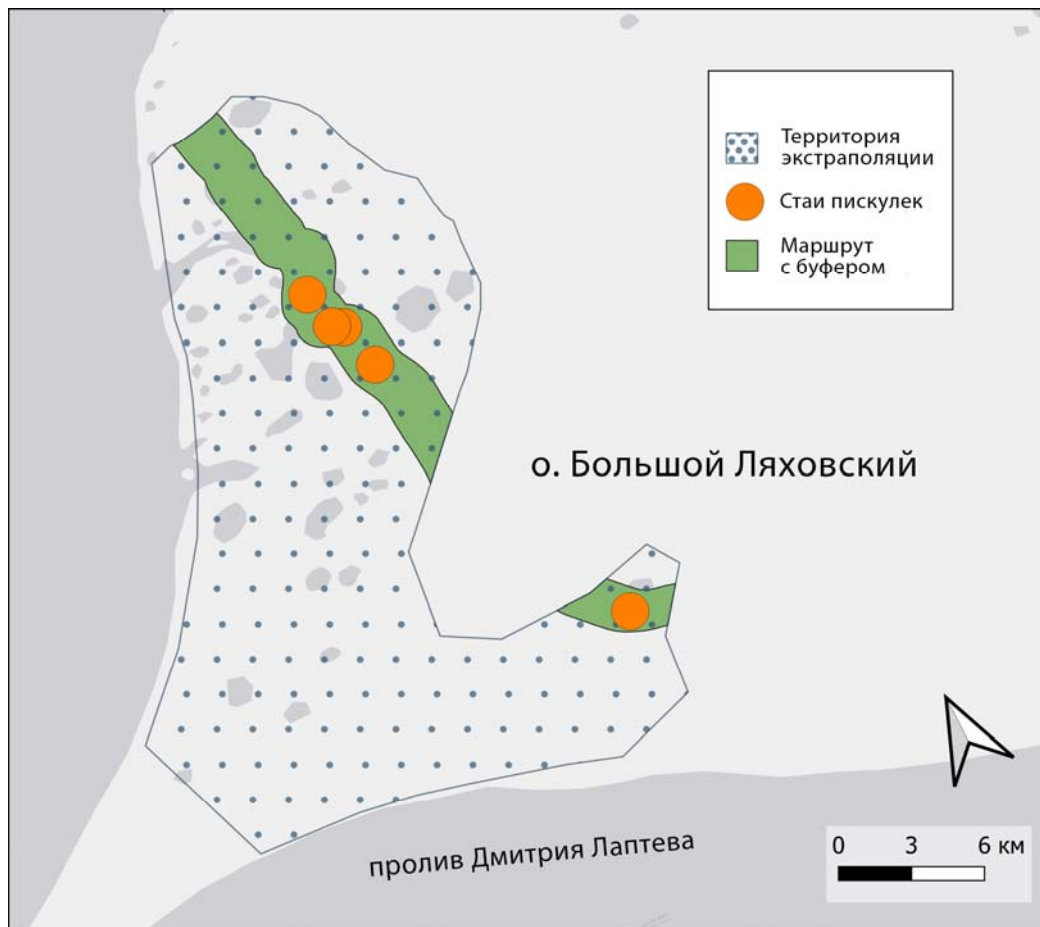 Территория
экстраполяции
Стаи пискулек
Маршрут
с буфером
о. Большой Ляховский
пролив Дмитрия Лаптева
0 3 6 км